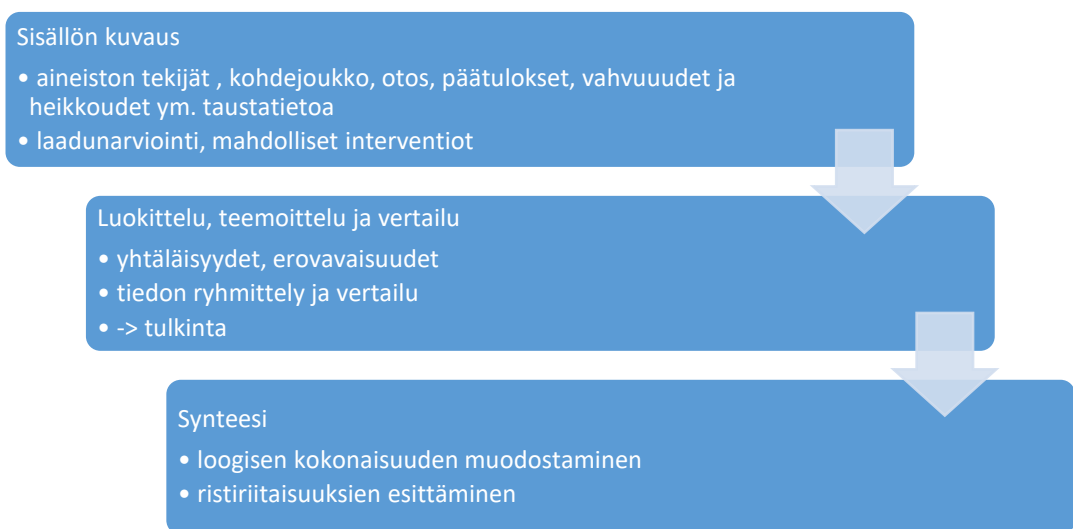 Sisällön kuvaus
• aineiston tekijät , kohdejoukko, otos, päätulokset, vahvuuudet ja
heikkoudet ym. taustatietoa
• laadunarviointi, mahdolliset interventiot
Luokittelu, teemoittelu ja vertailu
• yhtäläisyydet, erovavaisuudet
• tiedon ryhmittely ja vertailu
• -> tulkinta
Synteesi
• loogisen kokonaisuuden muodostaminen
• ristiriitaisuuksien esittäminen